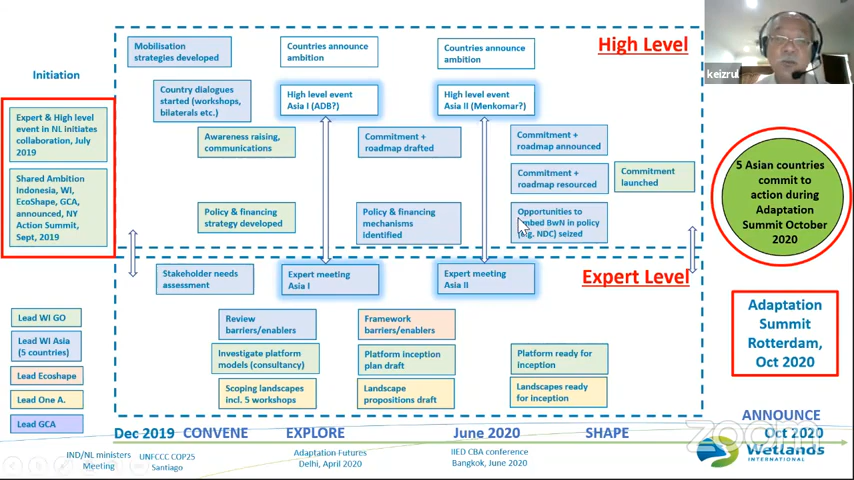 High Level
keizrul
Initiation
Expert & High level
event in NL initiates
collaboration, July
2019
Shared Ambition
Indonesia, WI,
EcoShape, GCA,
announced, NY
Action Summit,
Sept, 2019
Mobilisation
strategies developed
Countries announce
ambition
Countries announce
ambition
Country dialogues
started (workshops,
bilaterals etc.)
High level event
Asia I (ADB?)
High level event
Asia II (Menkomar?)
Awareness raising,
communications
Commitment +
roadmap drafted
Commitment +
roadmap announced
Commitment +
roadmap resourced
Commitment
launched
Policy & financing
strategy developed
Policy & financing
mechanisms
identified
Opportunities to
embed BwN in policy
(e.g. NDC) seized
5 Asian countries
commit to
action during
Adaptation
Summit October
2020
Expert Level
Stakeholder needs
assessment
Expert meeting
Asia I
Expert meeting
Asia II
Review
barriers/enablers
Framework
barriers/enablers
Investigate platform
models (consultancy)
Platform inception
plan draft
Platform ready for
inception
Scoping landscapes
incl. 5 workshops
Landscape
propositions draft
Landscapes ready
for inception
Adaptation
Summit
Rotterdam,
Oct 2020
Lead WI GO
Lead WI Asia
(5 countries)
Lead Ecoshape
Lead One A.
Lead GCA
ANNOUNCE
Dec 2019 CONVENE EXPLORE June 2020 SHAPE Oct 2020
IND/NL ministers
Meeting
UNFCCC COP25
Santiago
Adaptation Futures
Delhi, April 2020
IIED CBA conference
Bangkok, June 2020
zoom
Wetlands
INTERNATIONAL